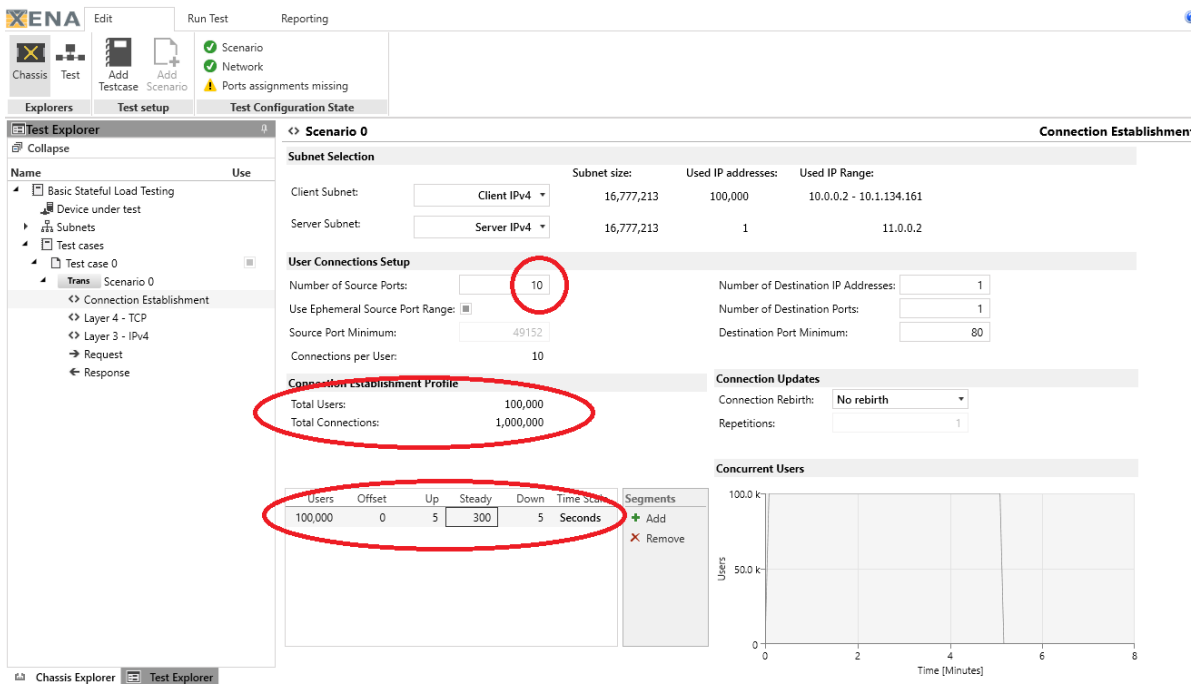 XENA Edit Run Test Reporting
Chassis Test Add Testcase Add Scenario
Scenario
Network
Ports assignments missing
Explorers Test setup Test Configuration State
Test Explorer
Collapse
Name Use
Basic Stateful Load Testing
Device under test
Subnets
Test cases
Test case 0
Trans Scenario 0
<> Connection Establishment
<> Layer 4 - TCP
<> Layer 3 - IPv4
Request
Response
<> Scenario 0 Connection Establishment
Subnet Selection
Subnet size: Used IP addresses: Used IP Range:
Client Subnet: Client IPv4 16,777,213 100,000 10.0.0.2 - 10.1.134.161
Server Subnet: Server IPv4 16,777,213 1 11.0.0.2
User Connections Setup
Number of Source Ports: 10 Number of Destination IP Addresses: 1
Use Ephemeral Source Port Range: Number of Destination Ports: 1
Source Port Minimum: 49152 Destination Port Minimum: 80
Connections per User: 10
Connection Establishment Profile
Total Users: 100,000
Total Connections: 1,000,000
Connection Updates
Connection Rebirth: No rebirth
Repetitions: 1
Users Offset Up Steady Down Time Scale
100,000 0 5 300 5 Seconds
Segments
Add
Remove
Concurrent Users
100.0 k
50.0 k
0
Users
0 2 4 6 8
Time [Minutes]
Chassis Explorer Test Explorer